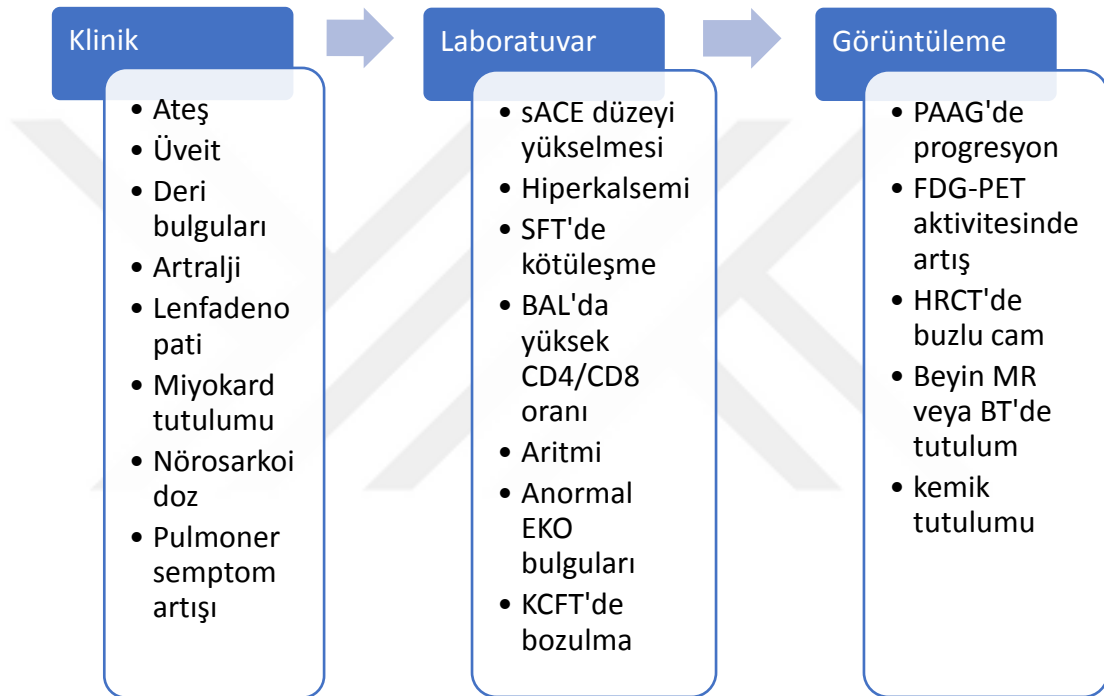 Klinik
• Ateş
• Üveit
• Deri
bulguları
• Artralji
• Lenfadeno
pati
• Miyokard
tutulumu
• Nörosarkoi
doz
• Pulmoner
semptom
artışı
Laboratuvar
• sACE düzeyi
yükselmesi
• Hiperkalsemi
• SFT'de
kötüleşme
• BAL'da
yüksek
CD4/CD8
oranı
• Aritmi
• Anormal
EKO
bulguları
• KCFT'de
bozulma
Görüntüleme
• PAAG'de
progresyon
• FDG-PET
aktivitesinde
artış
• HRCT'de
buzlu cam
• Beyin MR
veya BT'de
tutulum
• kemik
tutulumu